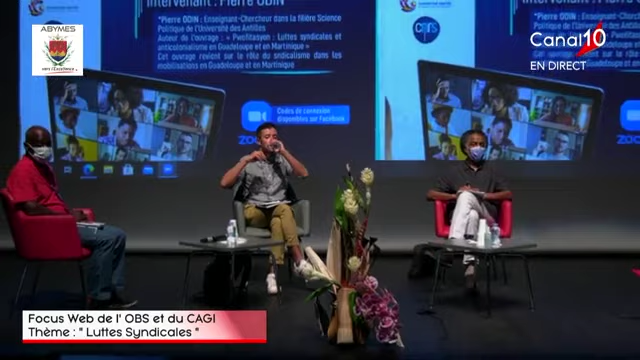 ABYMES
Intervenant : Pierre ODIN
*Pierre ODIN : Enseignant-Chercheur dans la filière Science
Politique de l'Université des Antilles
Auteur de l'ouvrage : « Pwofitasyon : Luttes syndicales et
anticolonialisme en Guadeloupe et en Martinique »
Cet ouvrage revient sur le rôle du syndicalisme dans les
mobilisations en Guadeloupe et en Martinique
Codes de connexion
disponibles sur Facebook
cnrs
Canal10
EN DIRECT
Focus Web de l' OBS et du CAGI
Thème : " Luttes Syndicales "